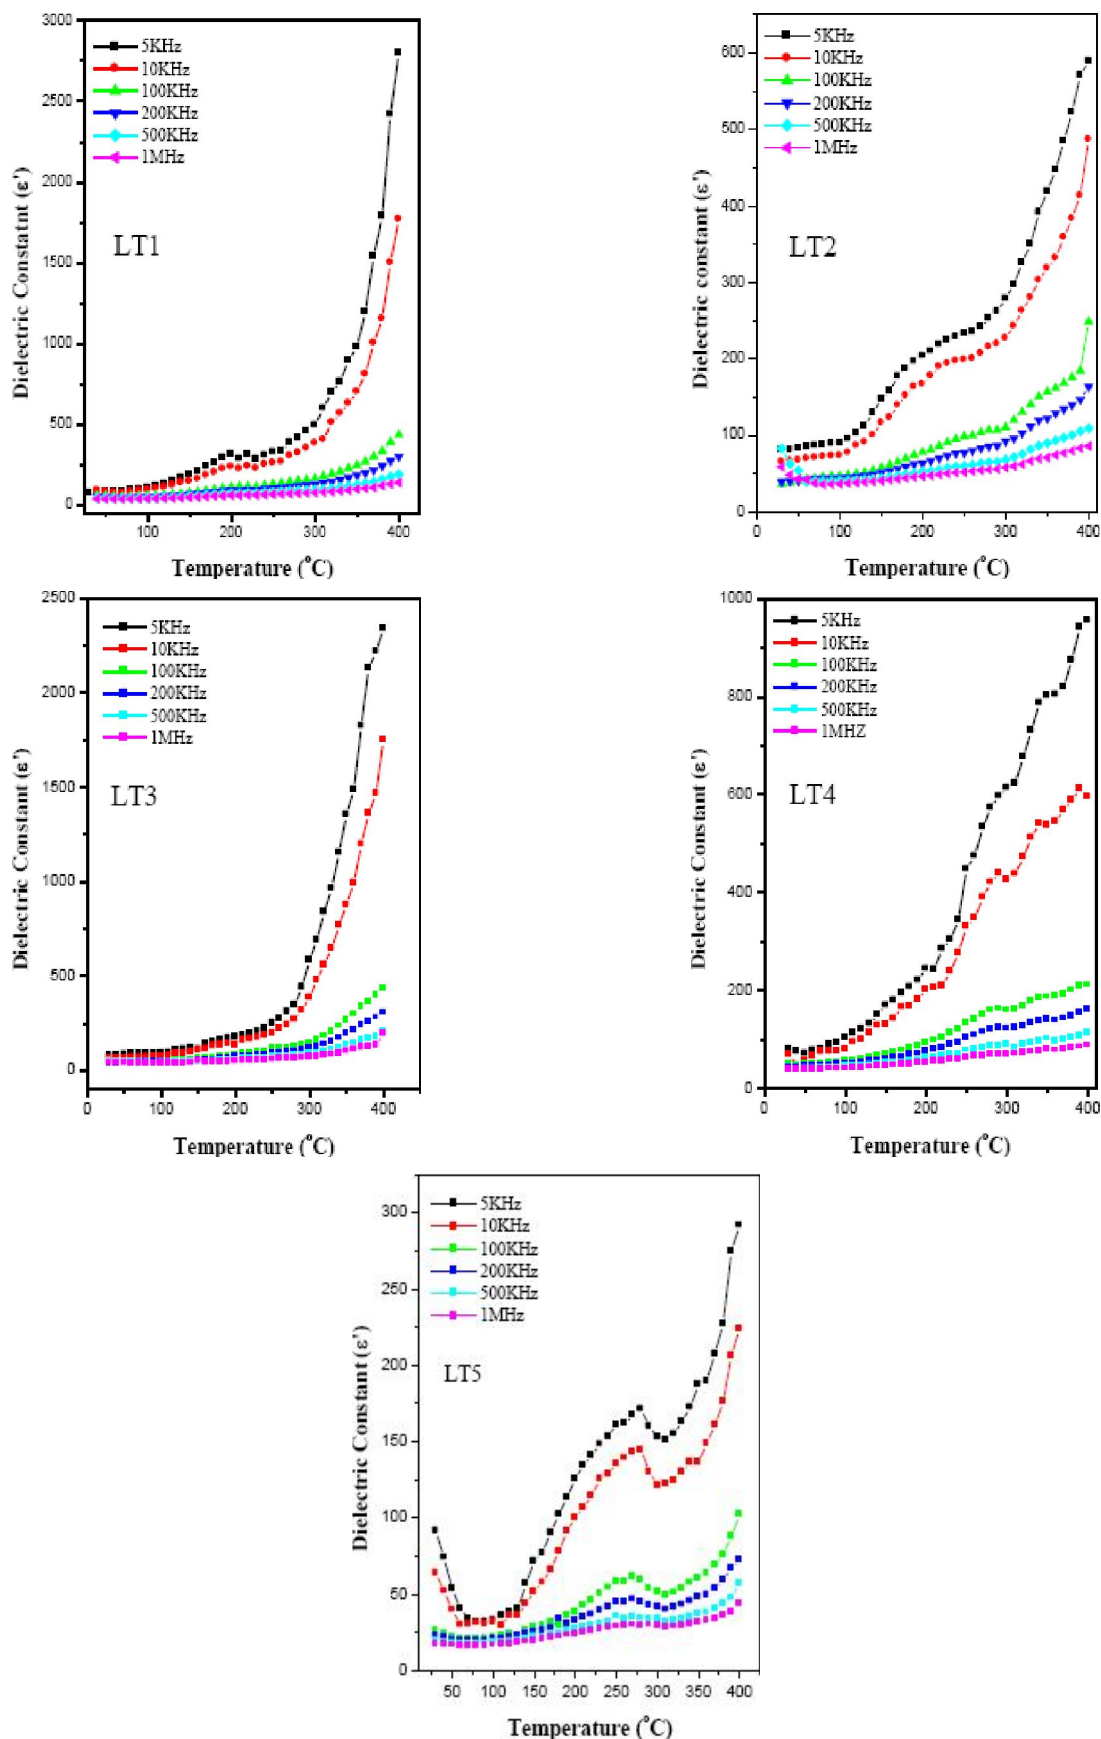 3000
2500
2000
1500
1000
500
0
5KHz
10KHz
100KHz
200KHz
500KHz
1MHz
LT1
Dielectric Constatnt (ε')
100
200
300
400
Temperature (°C)
600
500
400
300
200
100
0
5KHz
10KHz
100KHz
200KHz
500KHz
1MHz
LT2
Dielectric constant (ε')
0
100
200
300
400
Temperature (°C)
2500
2000
1500
1000
500
0
5KHz
10KHz
100KHz
200KHz
500KHz
1MHz
LT3
Dielectric Constant (ε')
0
100
200
300
400
Temperature (°C)
1000
800
600
400
200
0
5KHz
10KHz
100KHz
200KHz
500KHz
1MHZ
LT4
Dielectric Constant (ε')
0
100
200
300
400
Temperature (°C)
300
250
200
150
100
50
0
5KHz
10KHz
100KHz
200KHz
500KHz
1MHz
LT5
Dielectric Constant (ε')
50
100
150
200
250
300
350
400
Temperature (°C)